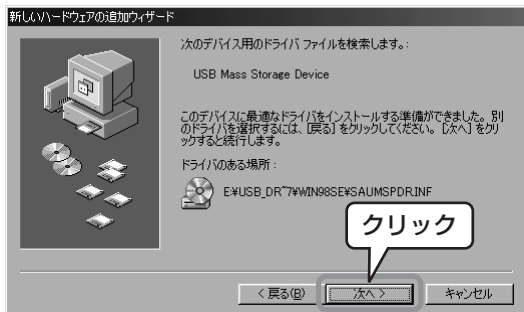 新しいハードウェアの追加ウィザード
次のデバイス用のドライバ ファイルを検索します。:
USB Mass Storage Device
このデバイスに最適なドライバをインストールする準備ができました。別
のドライバを選択するには、[戻る] をクリックしてください。[次へ] をクリ
ックすると続行します。
ドライバのある場所:
E:¥USB_DR~7¥WIN98SE¥SAUMSPDR.INF
クリック
< 戻る(B)
次へ >
キャンセル